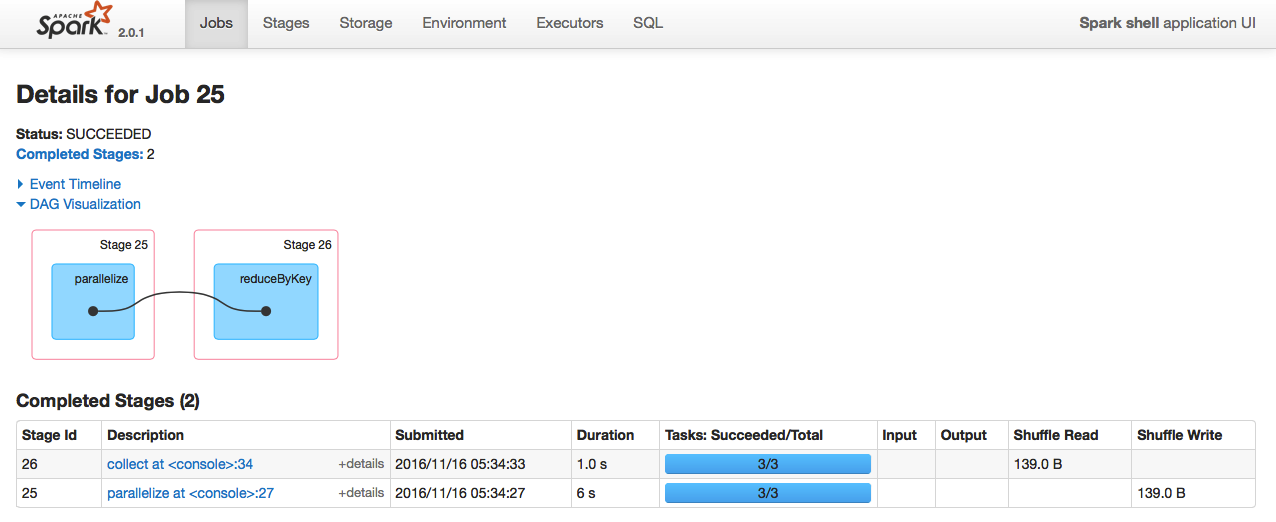 APACHE
Spark 2.0.1 Jobs Stages Storage Environment Executors SQL Spark shell application UI
Details for Job 25
Status: SUCCEEDED
Completed Stages: 2
Event Timeline
DAG Visualization
Stage 25 Stage 26
parallelize reduceByKey
Completed Stages (2)
Stage Id Description Submitted Duration Tasks: Succeeded/Total Input Output Shuffle Read Shuffle Write
26 collect at <console>:34 +details 2016/11/16 05:34:33 1.0 s 3/3 139.0 B
25 parallelize at <console>:27 +details 2016/11/16 05:34:27 6 s 3/3 139.0 B